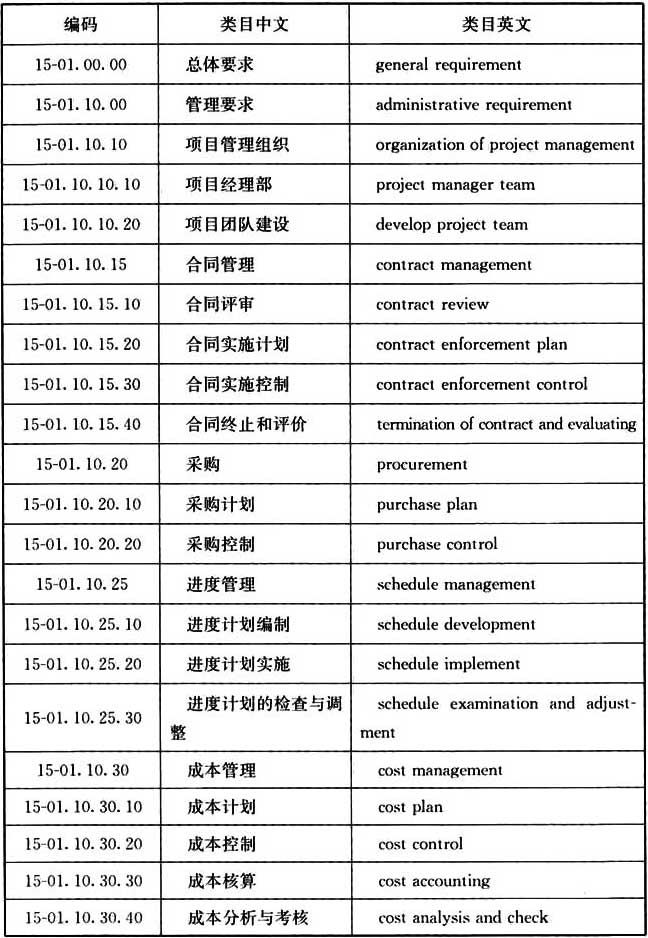 编码 类目中文 类目英文
15-01.00.00 总体要求 general requirement
15-01.10.00 管理要求 administrative requirement
15-01.10.10 项目管理组织 organization of project management
15-01.10.10.10 项目经理部 project manager team
15-01.10.10.20 项目团队建设 develop project team
15-01.10.15 合同管理 contract management
15-01.10.15.10 合同评审 contract review
15-01.10.15.20 合同实施计划 contract enforcement plan
15-01.10.15.30 合同实施控制 contract enforcement control
15-01.10.15.40 合同终止和评价 termination of contract and evaluating
15-01.10.20 采购 procurement
15-01.10.20.10 采购计划 purchase plan
15-01.10.20.20 采购控制 purchase control
15-01.10.25 进度管理 schedule management
15-01.10.25.10 进度计划编制 schedule development
15-01.10.25.20 进度计划实施 schedule implement
15-01.10.25.30 进度计划的检查与调 schedule examination and adjust-
整 ment
15-01.10.30 成本管理 cost management
15-01.10.30.10 成本计划 cost plan
15-01.10.30.20 成本控制 cost control
15-01.10.30.30 成本核算 cost accounting
15-01.10.30.40 成本分析与考核 cost analysis and check